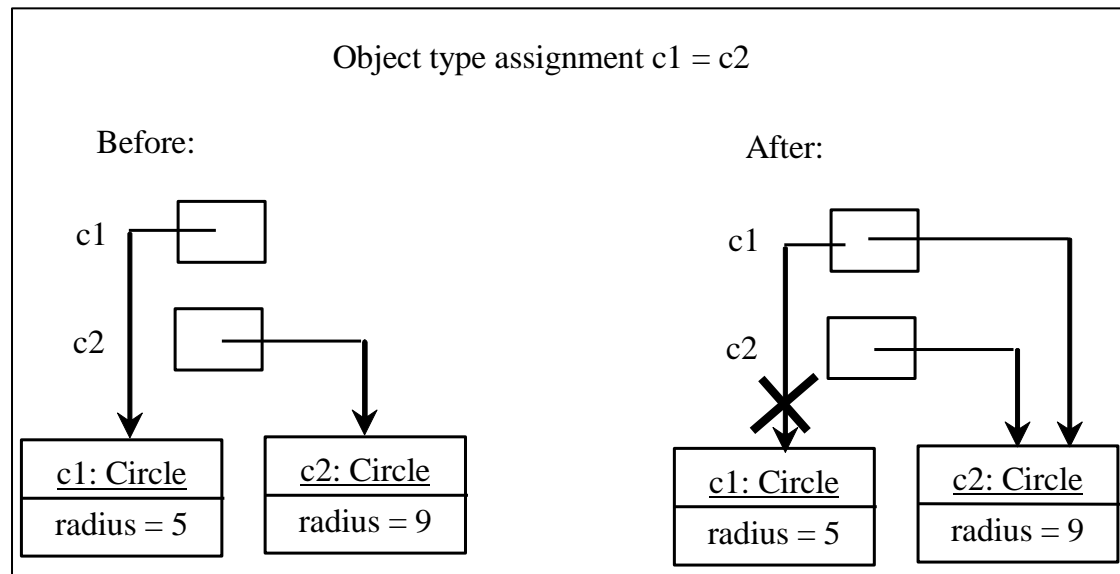 Object type assignment c1 = c2
Before:
c1
c2
c1: Circle
radius = 5
c2: Circle
radius = 9
After:
c1
c2
c1: Circle
radius = 5
c2: Circle
radius = 9